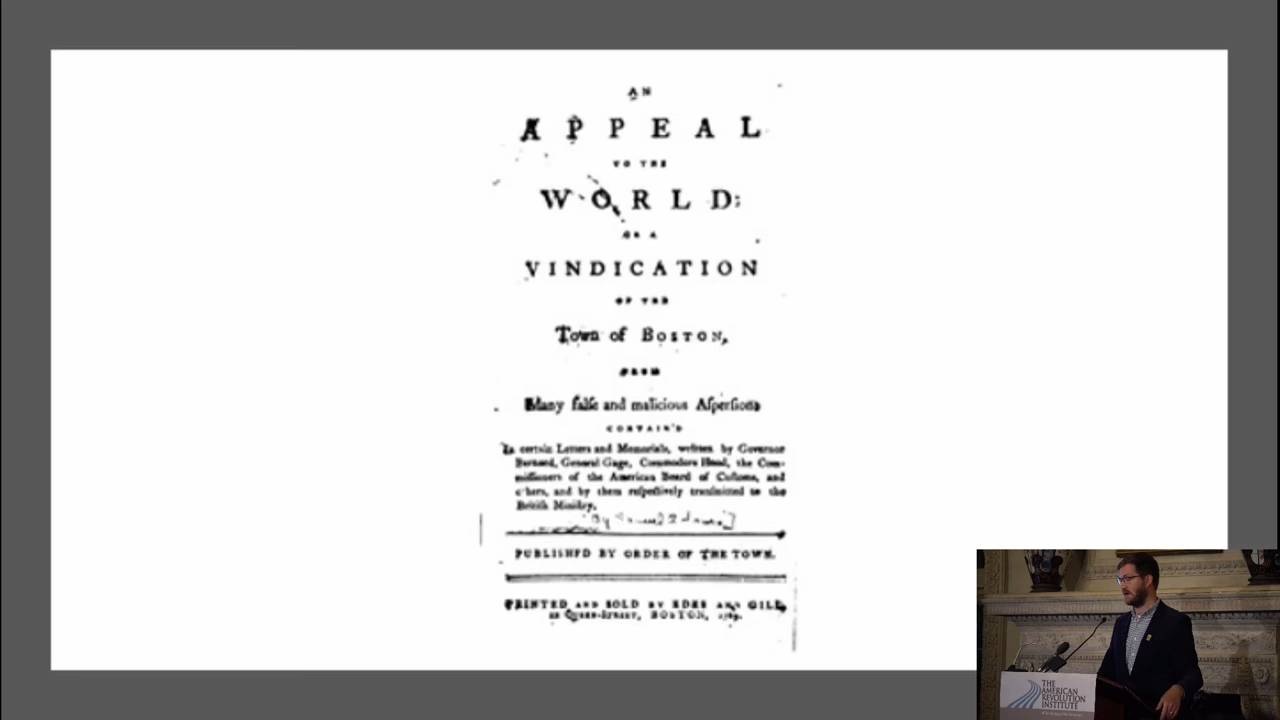 AN
APPEAL
TO THE
WORLD;
OR A
VINDICATION
OF THE
Town of BOSTON,
FROM
Many falſe and malicious Aſperſions
CONTAIN'D
In certain Letters and Memorials, written by Governor
Bernard, General Gage, Commodore Hood, the Com-
miſſioners of the American Board of Cuſtoms, and
others, and by them reſpectively tranſmitted to the
Britiſh Miniſtry.
PUBLISHED BY ORDER OF THE TOWN.
PRINTED AND SOLD BY EDES AND GILL,
IN QUEEN-STREET, BOSTON, 1769.
THE
AMERICAN
REVOLUTION
INSTITUTE